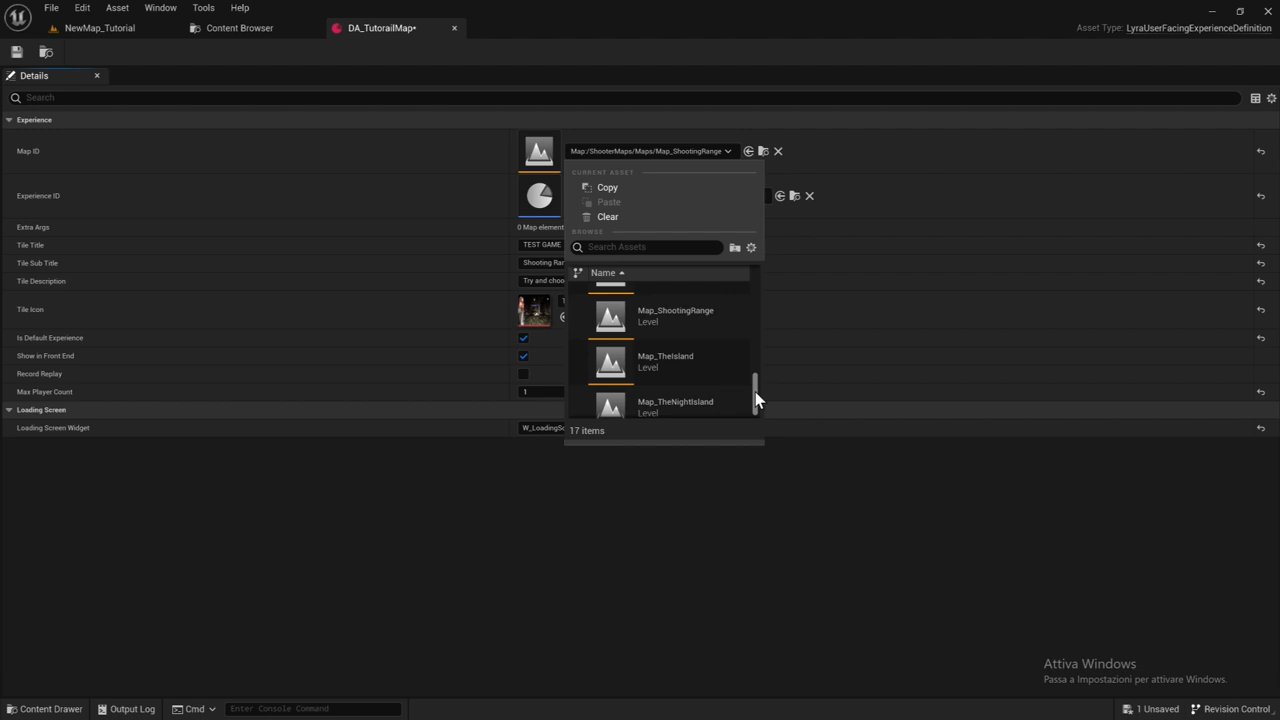 File Edit Asset Window Tools Help
NewMap_Tutorial Content Browser DA_TutorailMap*
Asset Type: LyraUserFacingExperienceDefinition
Details
Search
Experience
Map ID
Map:/ShooterMaps/Maps/Map_ShootingRange
CURRENT ASSET
Copy
Paste
Clear
BROWSE
Search Assets
Name
Map_ShootingRange
Level
Map_TheIsland
Level
Map_TheNightIsland
Level
17 items
Experience ID
Extra Args
0 Map element
Tile Title
TEST GAME
Tile Sub Title
Shooting Ran
Tile Description
Try and choo
Tile Icon
Is Default Experience
Show in Front End
Record Replay
Max Player Count
1
Loading Screen
Loading Screen Widget
W_LoadingSc
Attiva Windows
Passa a Impostazioni per attivare Windows.
Content Drawer Output Log Cmd Enter Console Command
1 Unsaved Revision Control